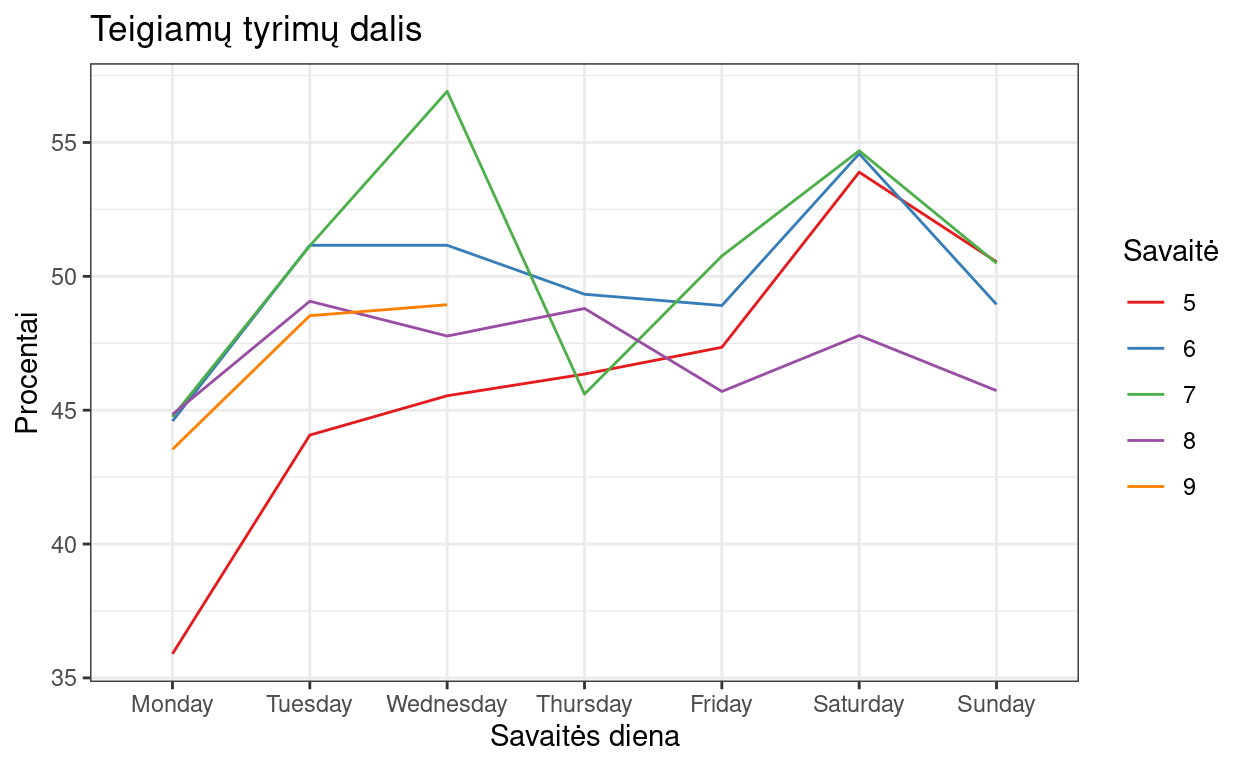 Teigiamų tyrimų dalis
Procentai
55
50
45
40
35
Monday Tuesday Wednesday Thursday Friday Saturday Sunday
Savaitės diena
Savaitė
5
6
7
8
9